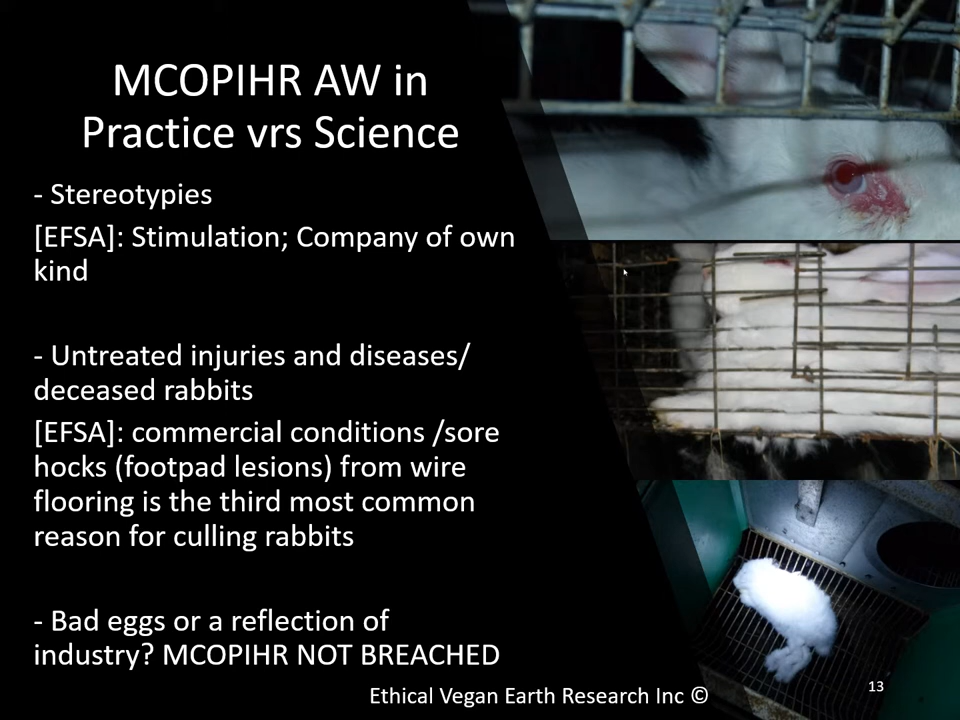 MCOPIHR AW in
Practice vrs Science
- Stereotypies
[EFSA]: Stimulation; Company of own
kind
- Untreated injuries and diseases/
deceased rabbits
[EFSA]: commercial conditions /sore
hocks (footpad lesions) from wire
flooring is the third most common
reason for culling rabbits
- Bad eggs or a reflection of
industry? MCOPIHR NOT BREACHED
Ethical Vegan Earth Research Inc ©
13